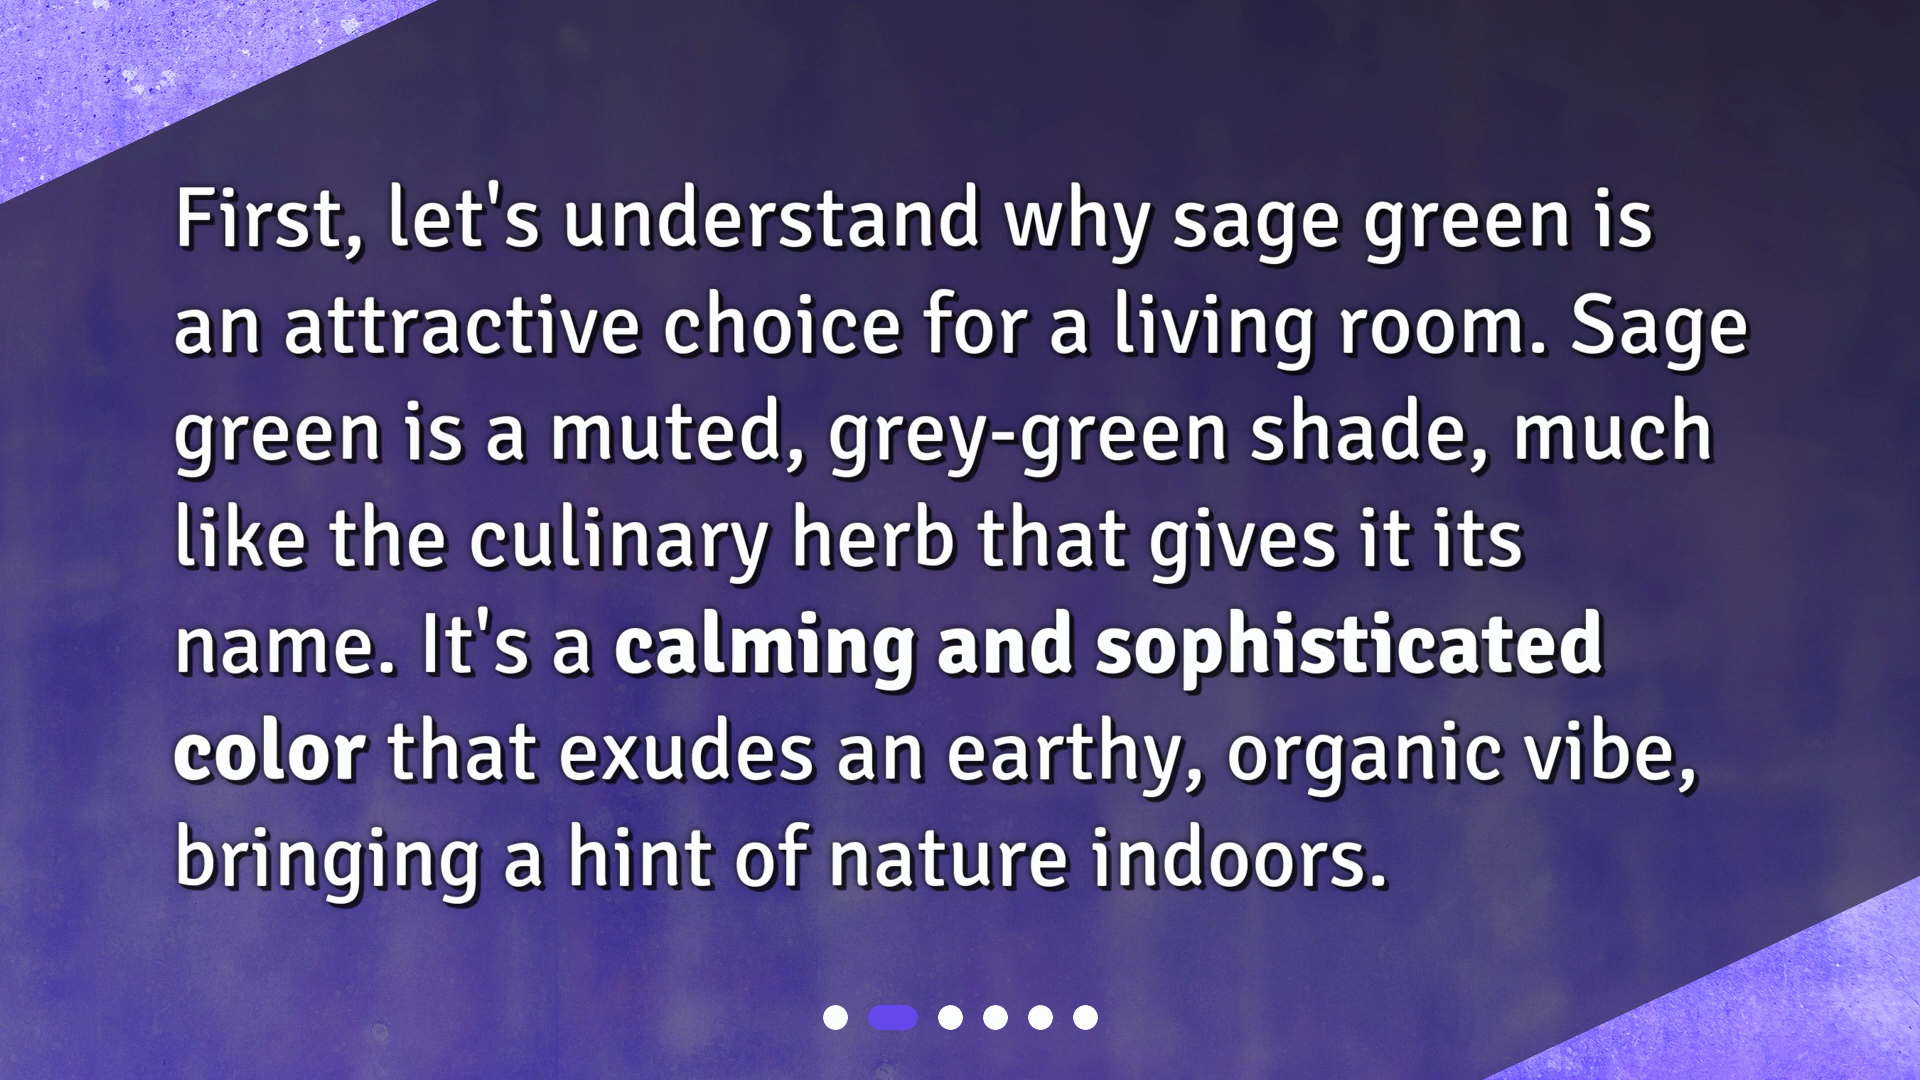 First, let's understand why sage green is
an attractive choice for a living room. Sage
green is a muted, grey-green shade, much
like the culinary herb that gives it its
name. It's a calming and sophisticated
color that exudes an earthy, organic vibe,
bringing a hint of nature indoors.